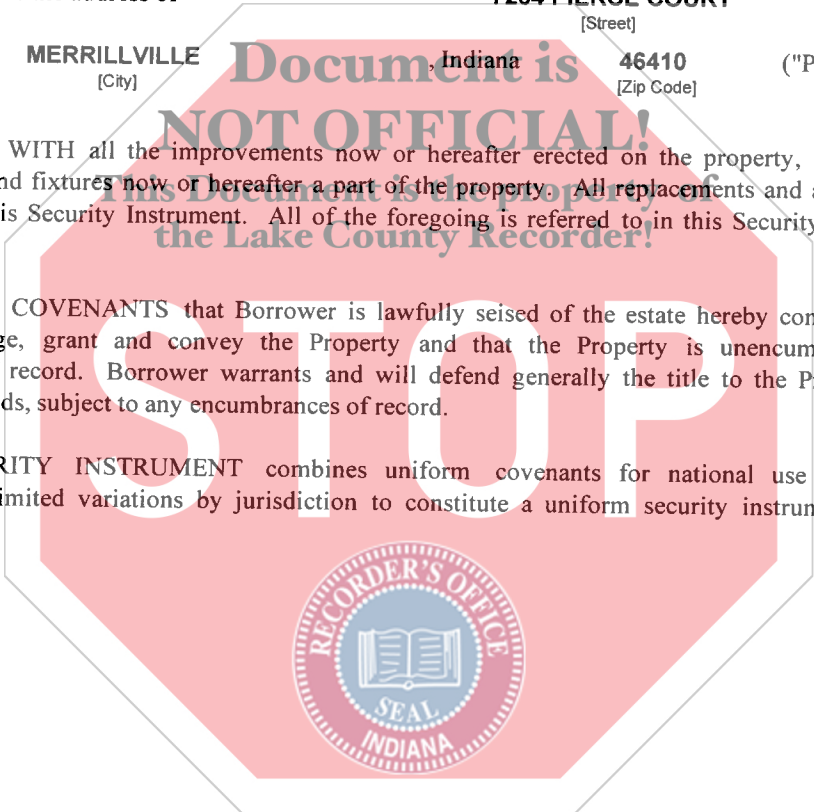 [Street]
MERRILLVILLE , Indiana 46410 ("P
[City] [Zip Code]
Document is
NOT OFFICIAL!
This Document is the property of
the Lake County Recorder!
WITH all the improvements now or hereafter erected on the property,
nd fixtures now or hereafter a part of the property. All replacements and a
is Security Instrument. All of the foregoing is referred to in this Security
COVENANTS that Borrower is lawfully seised of the estate hereby con
ge, grant and convey the Property and that the Property is unencum
record. Borrower warrants and will defend generally the title to the P
ds, subject to any encumbrances of record.
RITY INSTRUMENT combines uniform covenants for national use
imited variations by jurisdiction to constitute a uniform security instrum
STOP
RECORDER'S OFFICE
SEAL
INDIANA